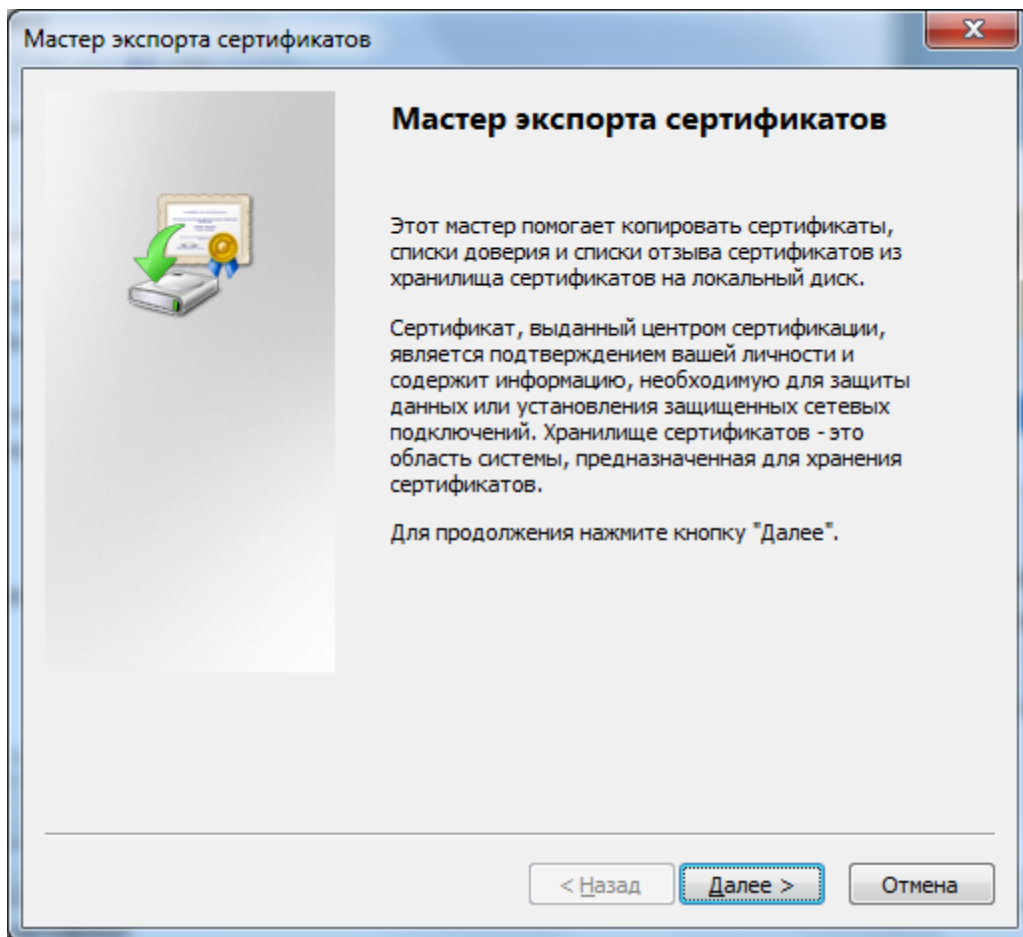 Мастер экспорта сертификатов
Мастер экспорта сертификатов
Этот мастер помогает копировать сертификаты,
списки доверия и списки отзыва сертификатов из
хранилища сертификатов на локальный диск.
Сертификат, выданный центром сертификации,
является подтверждением вашей личности и
содержит информацию, необходимую для защиты
данных или установления защищенных сетевых
подключений. Хранилище сертификатов - это
область системы, предназначенная для хранения
сертификатов.
Для продолжения нажмите кнопку "Далее".
< Назад
Далее >
Отмена